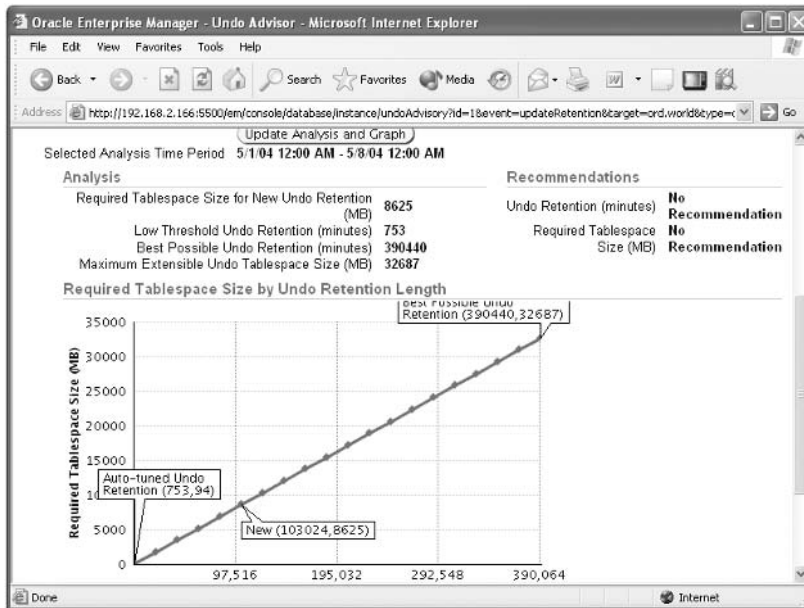 Oracle Enterprise Manager - Undo Advisor - Microsoft Internet Explorer
File Edit View Favorites Tools Help
Back Search Favorites Media
Address http://192.168.2.166:5500/em/console/database/instance/undoAdvisory?id=1&event=updateRetention&target=ord.world&type=c Go
Update Analysis and Graph
Selected Analysis Time Period 5/1/04 12:00 AM - 5/8/04 12:00 AM
Analysis
Required Tablespace Size for New Undo Retention (MB) 8625
Low Threshold Undo Retention (minutes) 753
Best Possible Undo Retention (minutes) 390440
Maximum Extensible Undo Tablespace Size (MB) 32687
Recommendations
Undo Retention (minutes) No Recommendation
Required Tablespace Size (MB) No Recommendation
Required Tablespace Size by Undo Retention Length
Required Tablespace Size (MB)
35000
30000
25000
20000
15000
10000
5000
0
Best Possible Undo
Retention (390440,32687)
Auto-tuned Undo
Retention (753,94)
New (103024,8625)
97,516 195,032 292,548 390,064
Done Internet